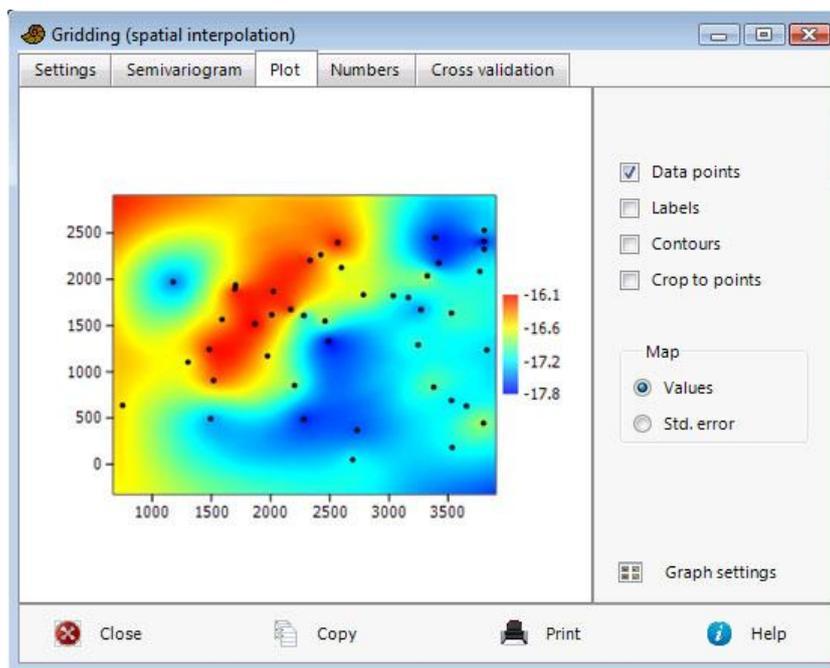 Gridding (spatial interpolation)
Settings Semivariogram Plot Numbers Cross validation
2500
2000
1500
1000
500
0
1000 1500 2000 2500 3000 3500
-16.1
-16.6
-17.2
-17.8
Data points
Labels
Contours
Crop to points
Map
Values
Std. error
Graph settings
Close Copy Print Help